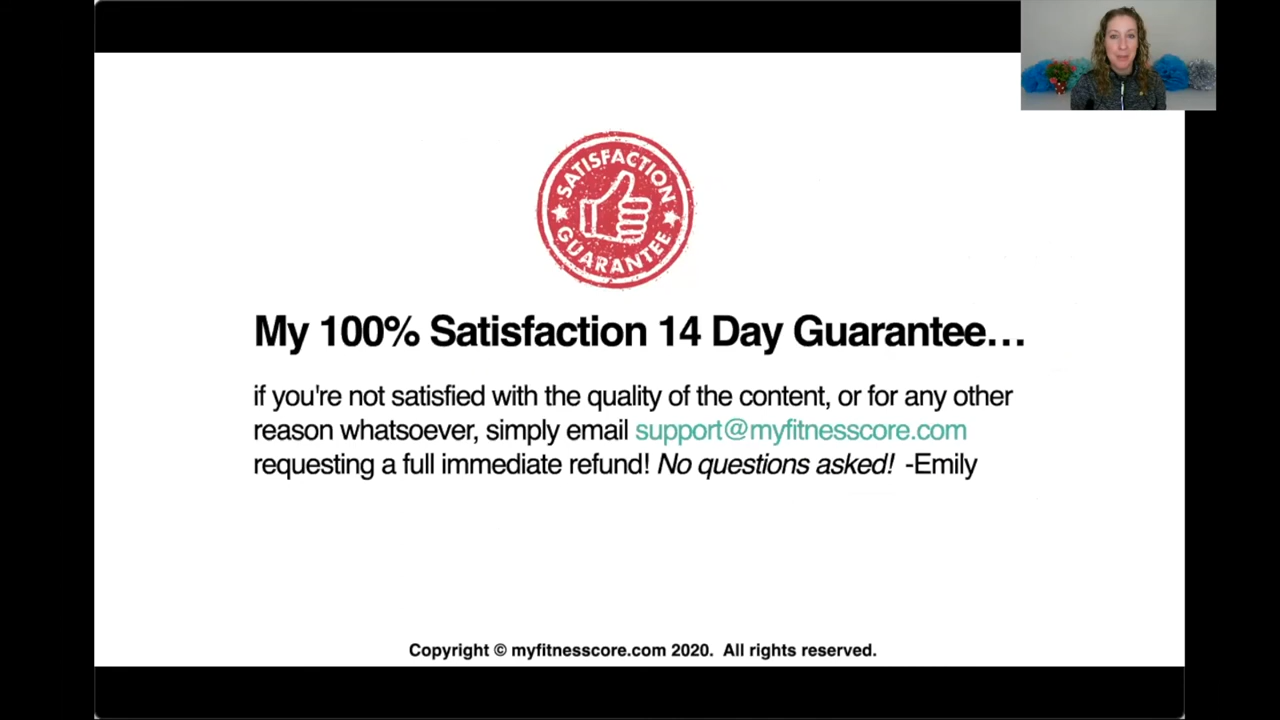 SATISFACTION
GUARANTEE
My 100% Satisfaction 14 Day Guarantee…
if you're not satisfied with the quality of the content, or for any other
reason whatsoever, simply email support@myfitnesscore.com
requesting a full immediate refund! No questions asked! -Emily
Copyright © myfitnesscore.com 2020. All rights reserved.